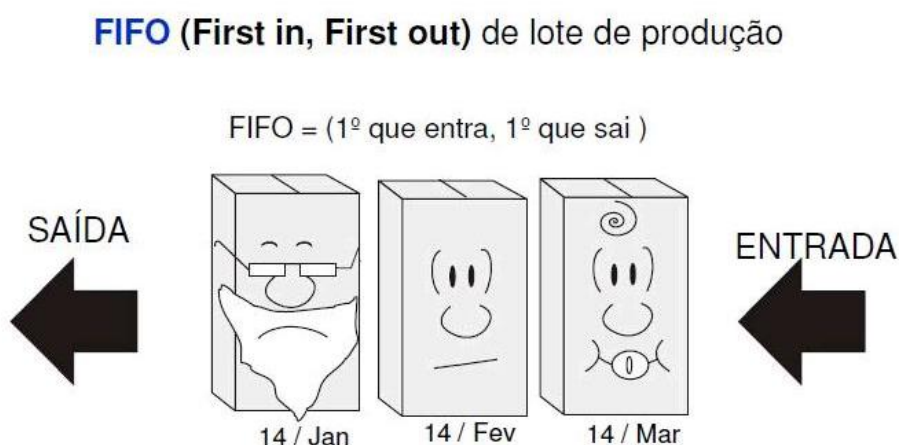 FIFO (First in, First out) de lote de produção
FIFO = (1º que entra, 1º que sai )
SAÍDA
ENTRADA
14 / Jan
14 / Fev
14 / Mar